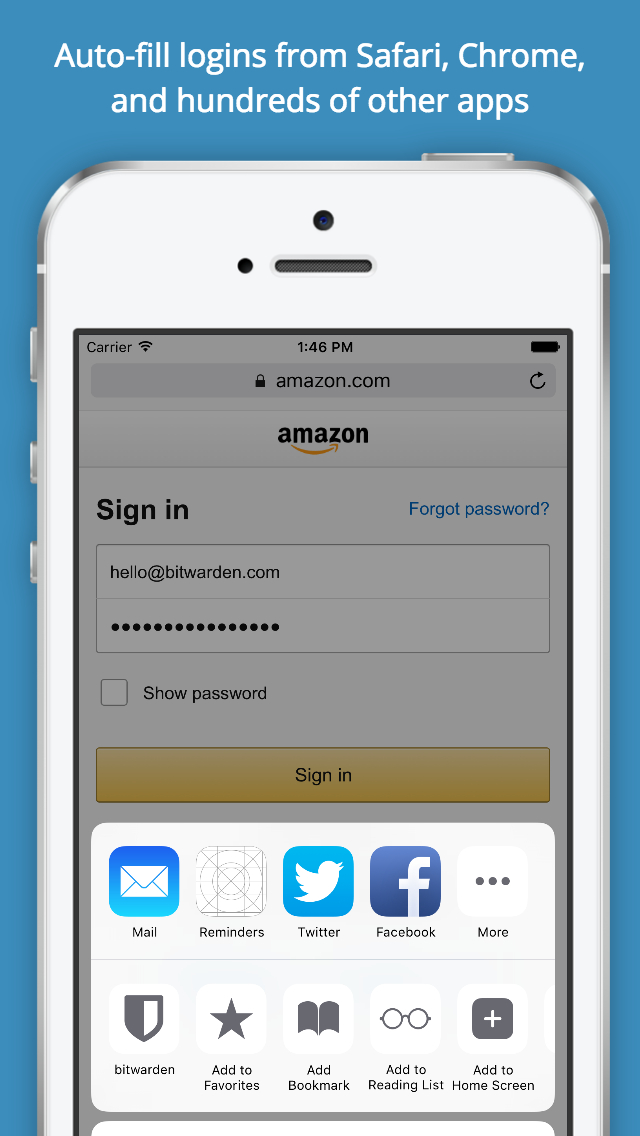 Auto-fill logins from Safari, Chrome,
and hundreds of other apps
Carrier 1:46 PM
amazon.com
amazon
Sign in Forgot password?
hello@bitwarden.com
••••••••••••••••
Show password
Sign in
Mail Reminders Twitter Facebook More
bitwarden Add to Favorites Add Bookmark Add to Reading List Add to Home Screen